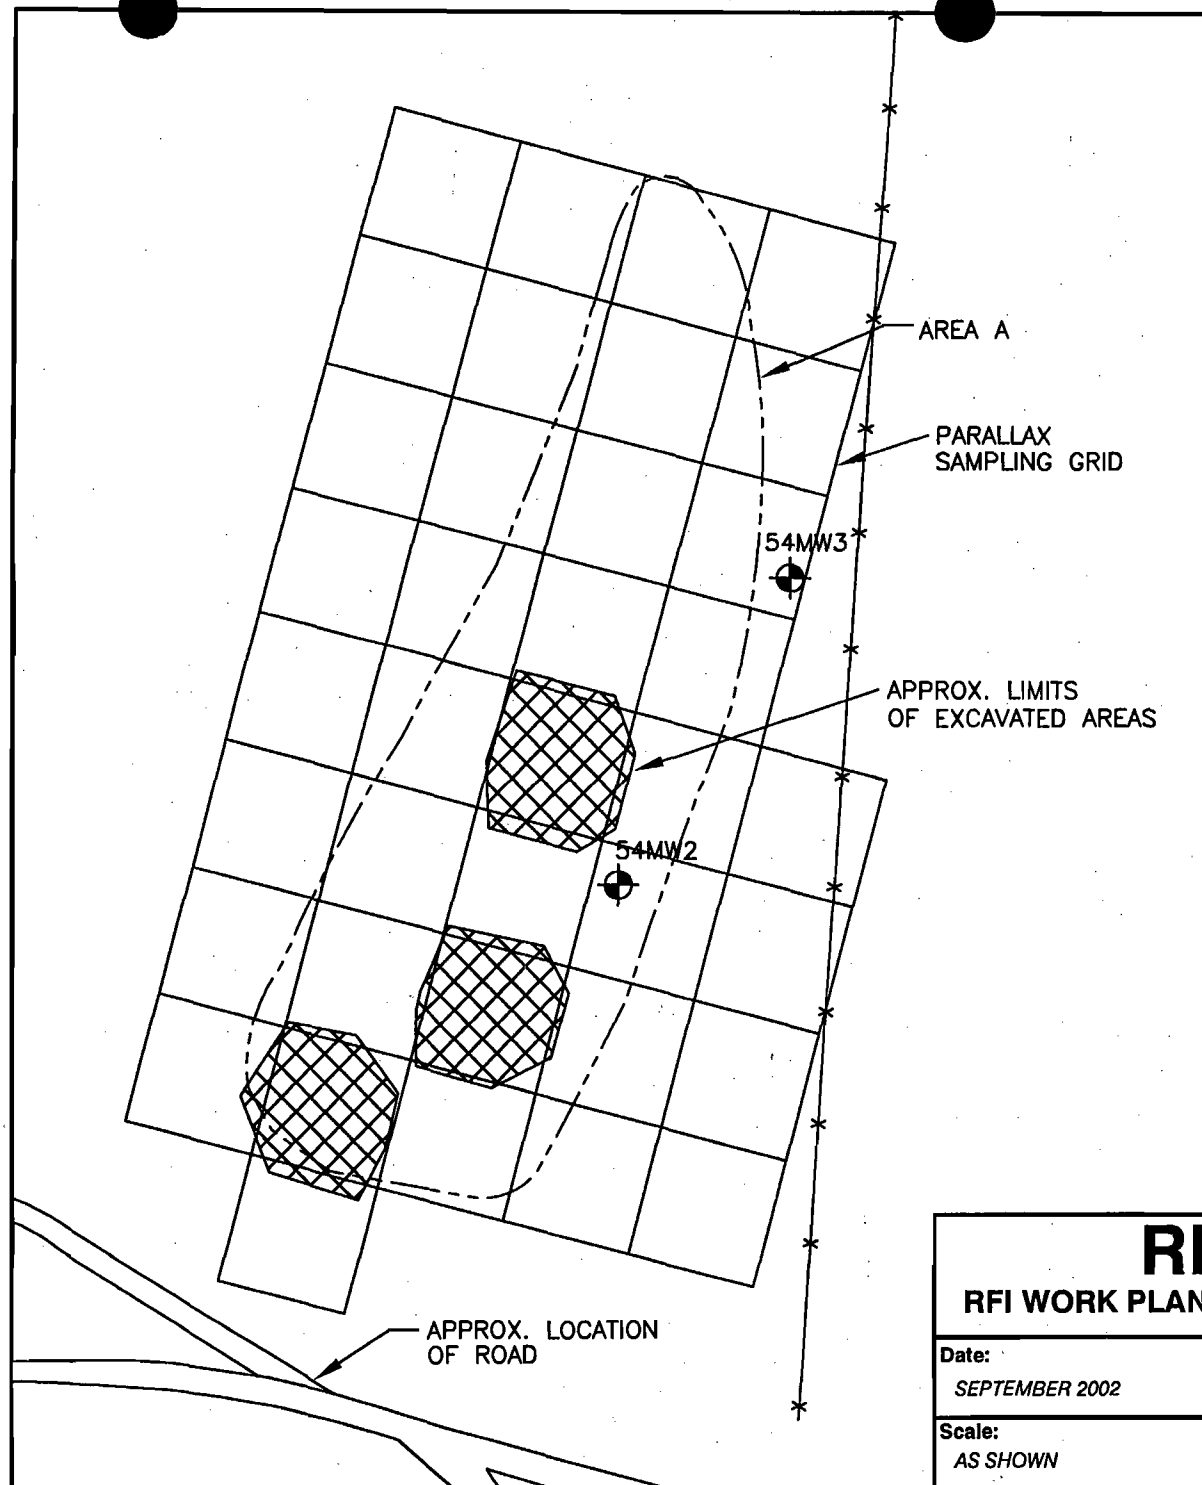 AREA A
PARALLAX
SAMPLING GRID
54MW3
APPROX. LIMITS
OF EXCAVATED AREAS
54MW2
APPROX. LOCATION
OF ROAD
RFI WORK PLAN
Date:
SEPTEMBER 2002
Scale:
AS SHOWN